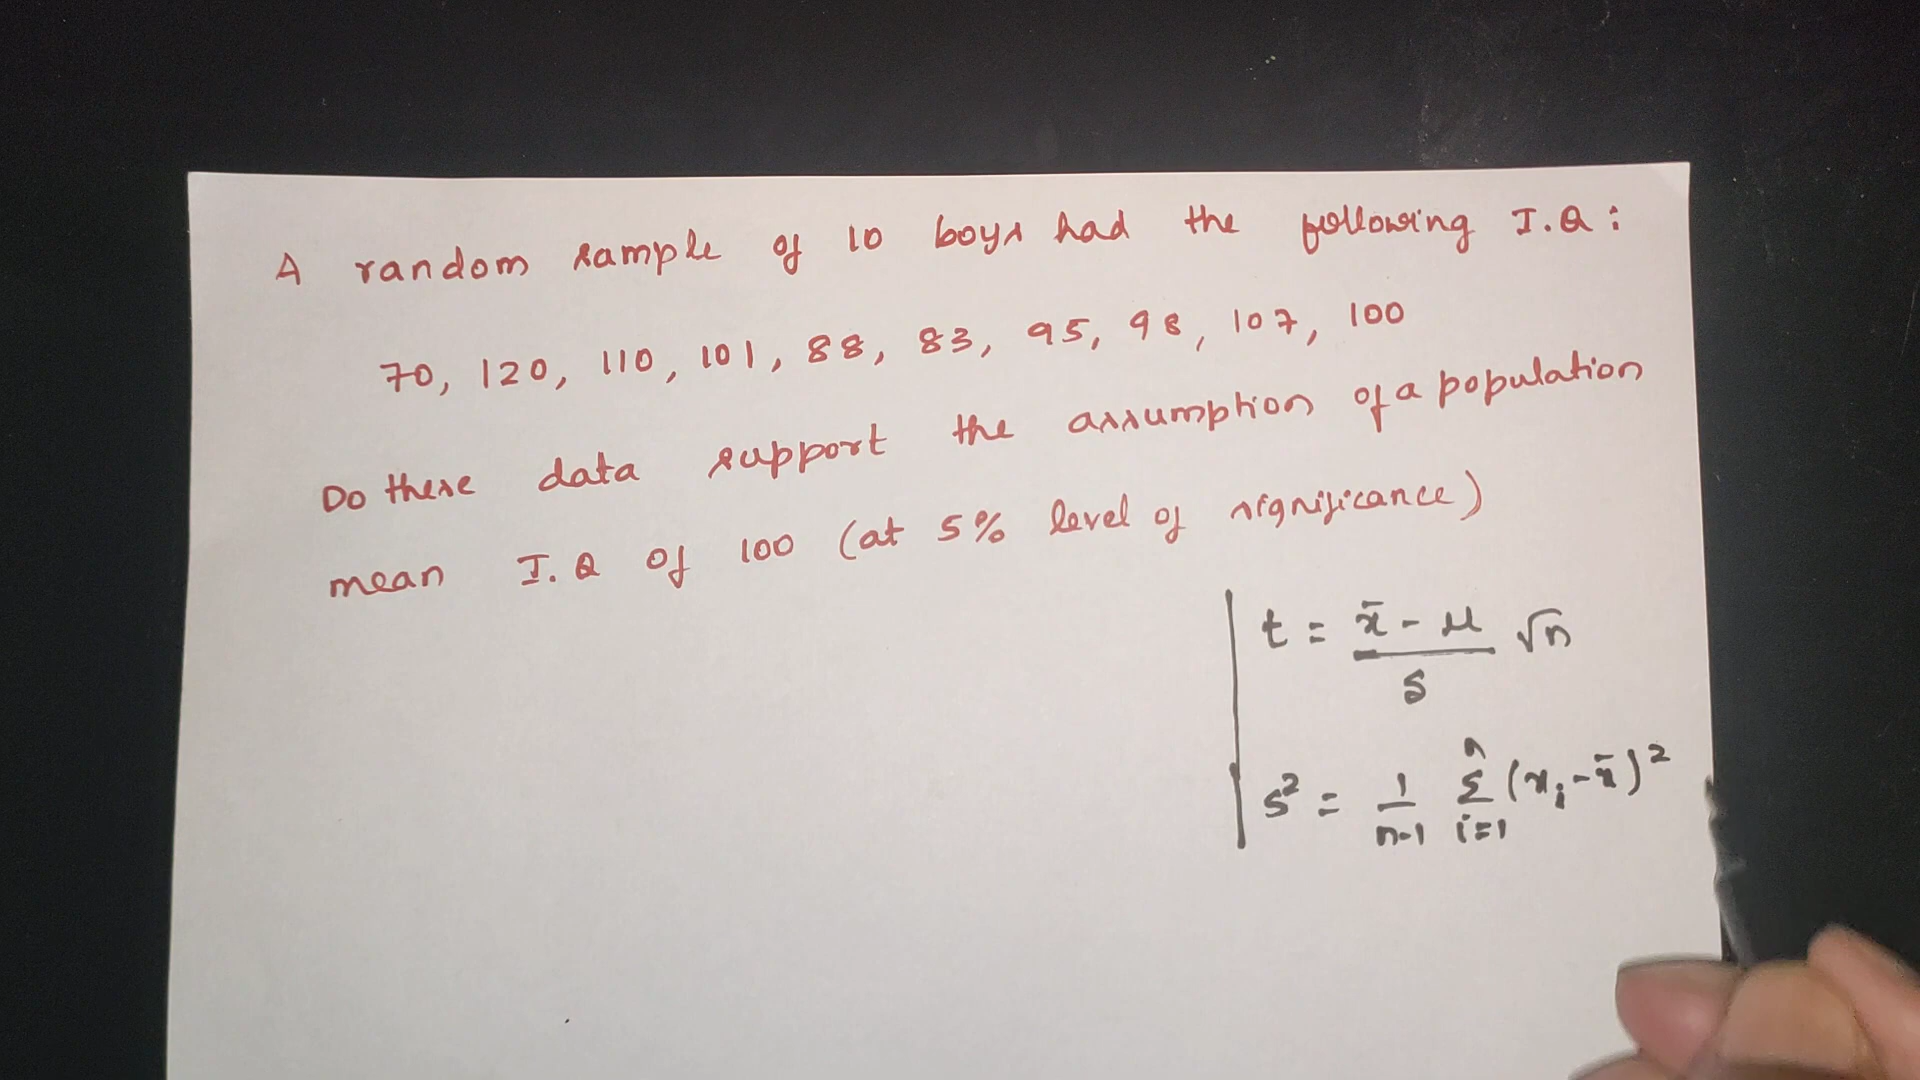 A random sample of 10 boys had the following I.Q :
70, 120, 110, 101, 88, 83, 95, 98, 107, 100
Do these data support the assumption of a population
mean I.Q of 100 (at 5% level of significance)
t = x̄ - μ / s √n
s² = 1/n-1 Σ i=1 n (xᵢ - x̄)²